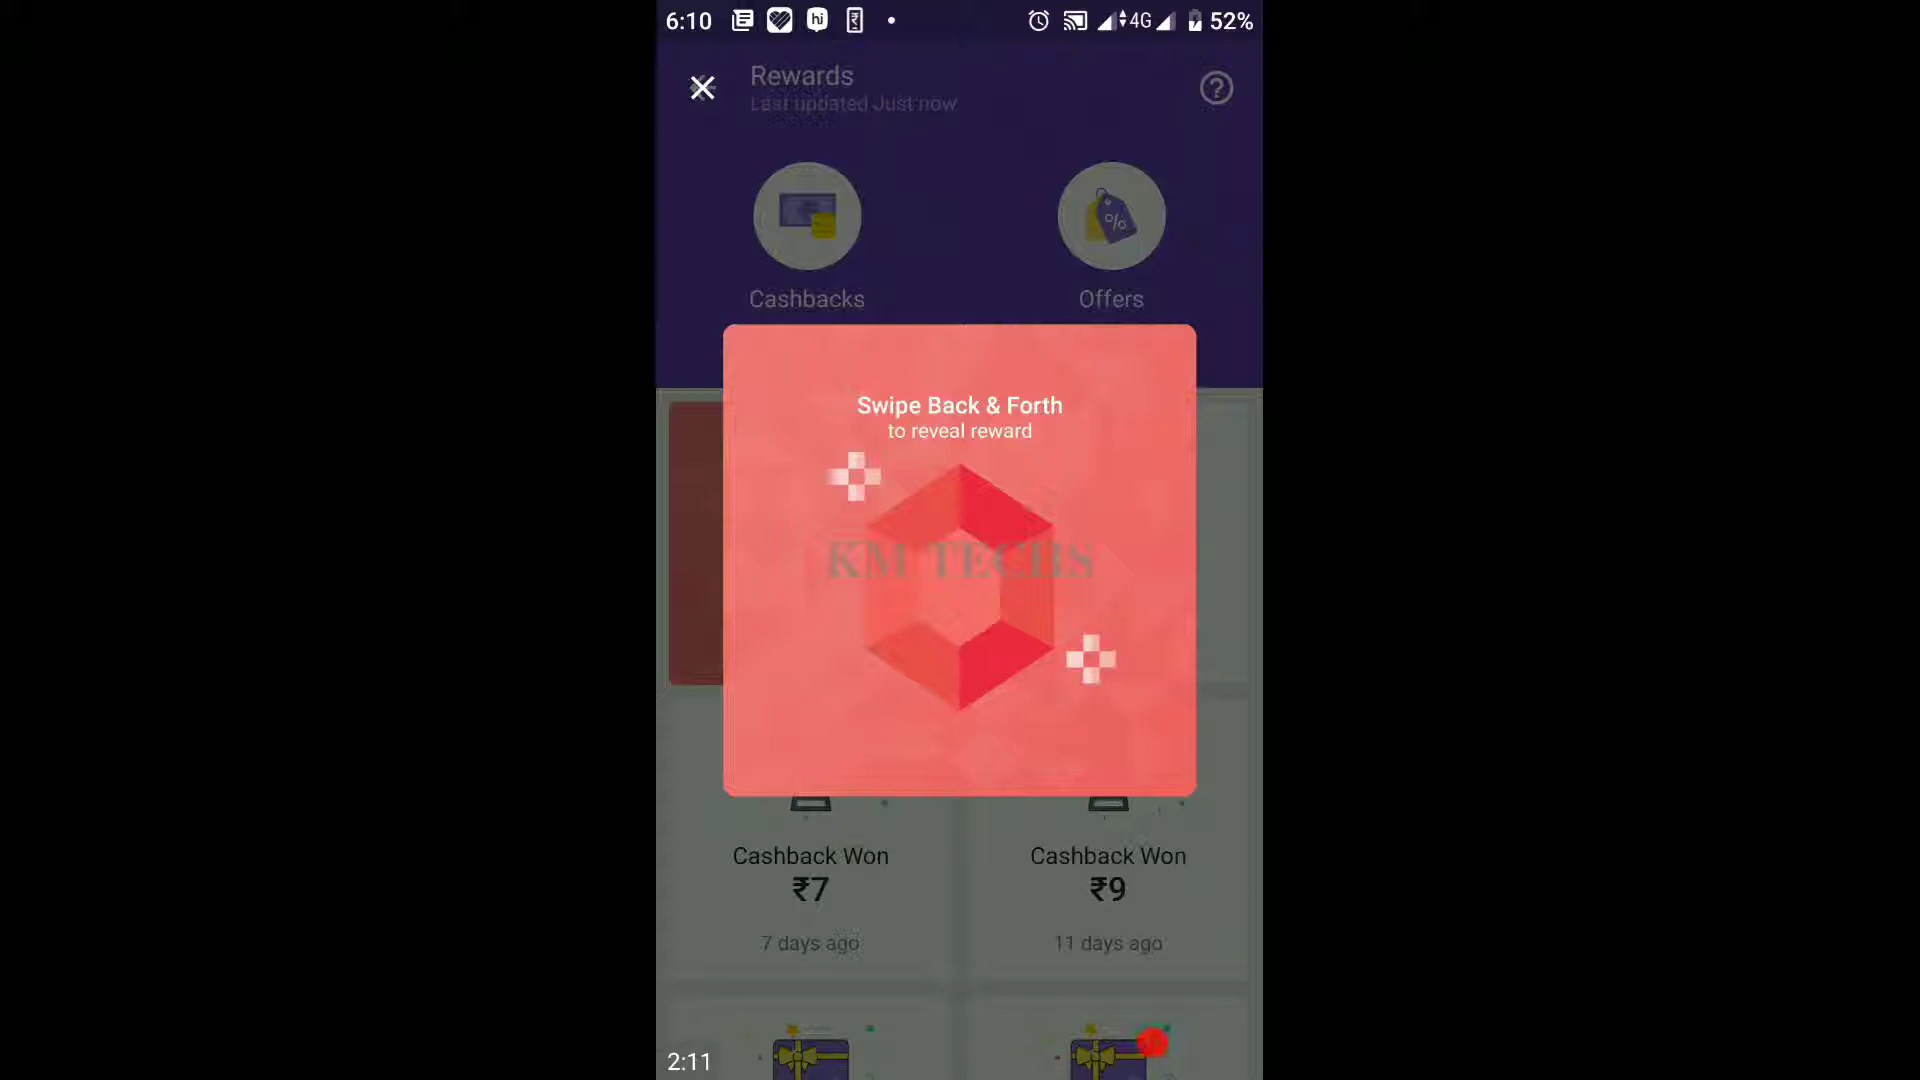 6:10
hi
4G
52%
Rewards
Last updated Just now
?
%
Cashbacks
Offers
Swipe Back & Forth
to reveal reward
KM TECHS
Cashback Won
₹7
7 days ago
Cashback Won
₹9
11 days ago
2:11